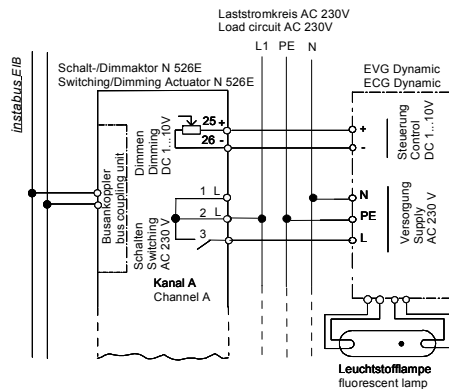 Laststromkreis AC 230V
Load circuit AC 230V
L1 PE N
instabus EIB
Schalt-/Dimmaktor N 526E
Switching/Dimming Actuator N 526E
EVG Dynamic
ECG Dynamic
Busankoppler
bus coupling unit
Dimmen
Dimming
DC 1...10V
25 +
26 -
+
-
Steuerung
Control
DC 1...10V
Schalten
Switching
AC 230 V
1 L
2 L
3
N
PE
L
Versorgung
Supply
AC 230 V
Kanal A
Channel A
Leuchtstofflampe
fluorescent lamp